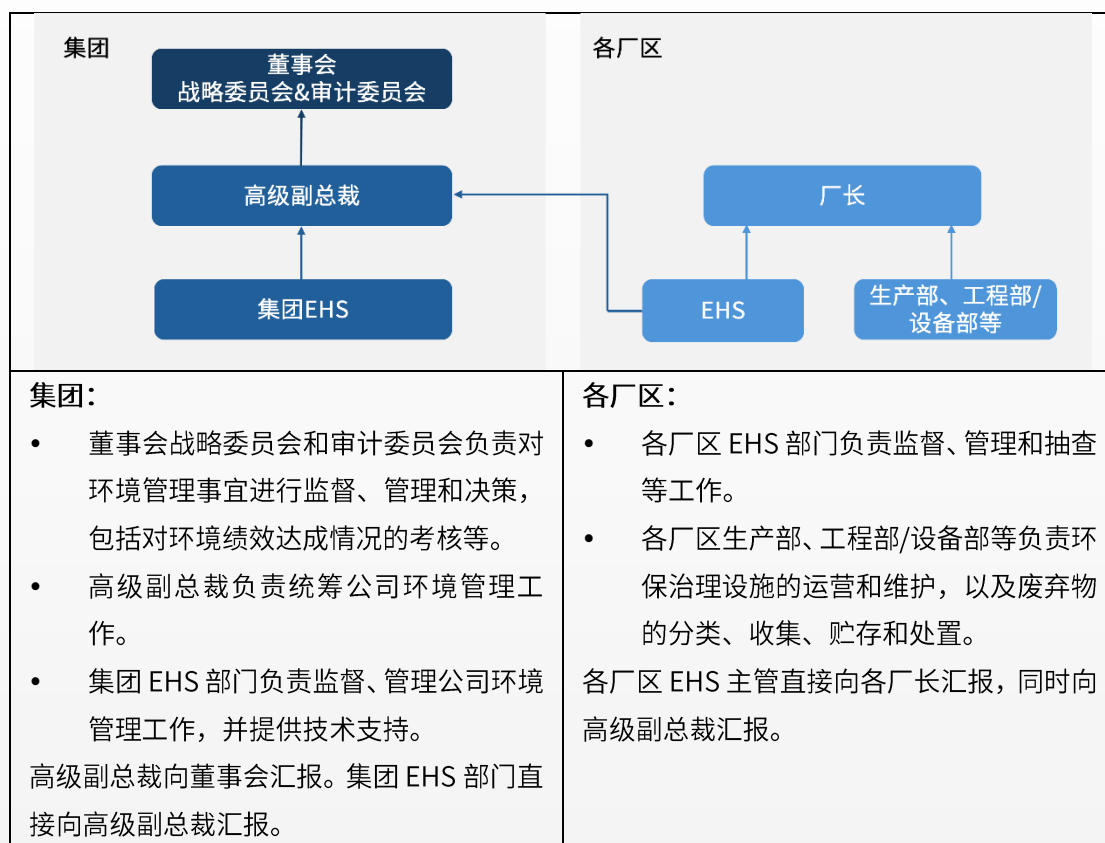 集团
董事会
战略委员会&审计委员会
高级副总裁
集团EHS
各厂区
厂长
EHS
生产部、工程部/
设备部等
集团：
• 董事会战略委员会和审计委员会负责对
环境管理事宜进行监督、管理和决策，
包括对环境绩效达成情况的考核等。
• 高级副总裁负责统筹公司环境管理工
作。
• 集团 EHS 部门负责监督、管理公司环境
管理工作，并提供技术支持。
高级副总裁向董事会汇报。集团 EHS 部门直
接向高级副总裁汇报。
各厂区：
• 各厂区 EHS 部门负责监督、管理和抽查
等工作。
• 各厂区生产部、工程部/设备部等负责环
保治理设施的运营和维护，以及废弃物
的分类、收集、贮存和处置。
各厂区 EHS 主管直接向各厂长汇报，同时向
高级副总裁汇报。